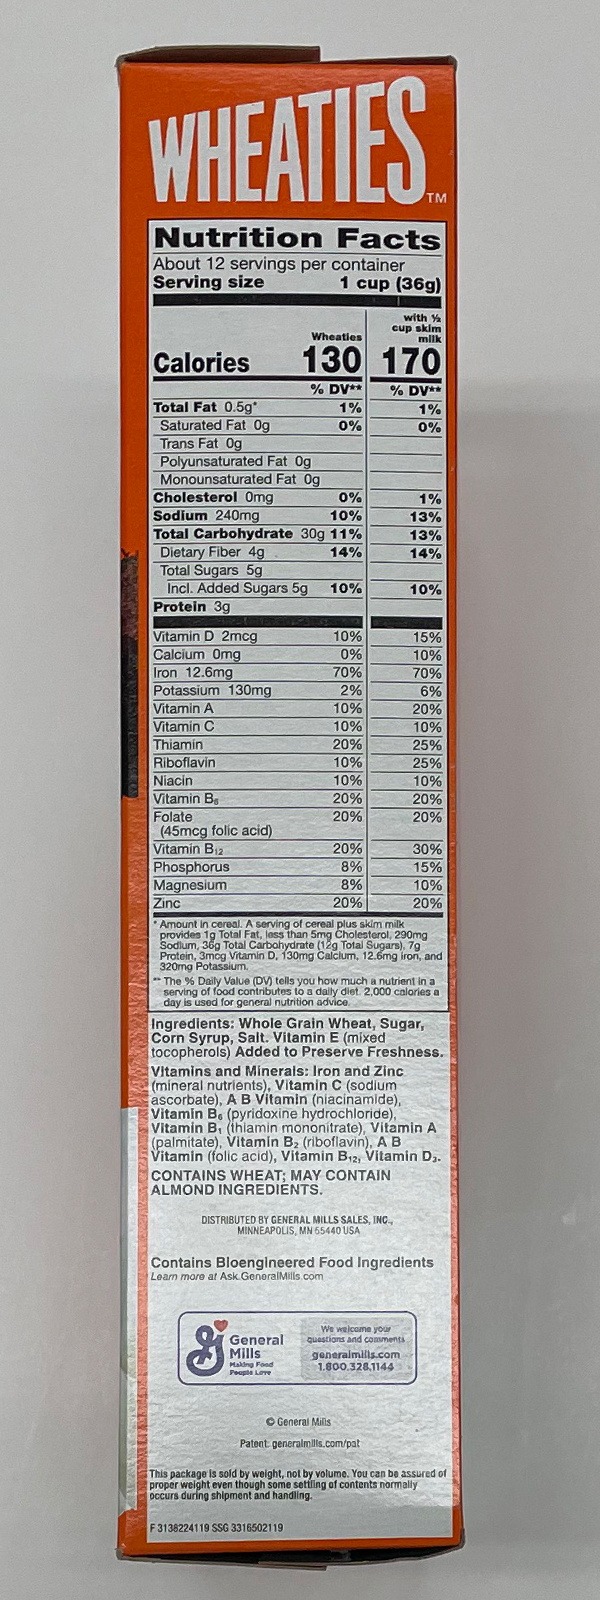 WHEATIES TM
Nutrition Facts
About 12 servings per container
Serving size 1 cup (36g)
with ½
cup skim
milk
Wheaties
Calories 130 170
% DV** % DV**
Total Fat 0.5g* 1% 1%
Saturated Fat 0g 0% 0%
Trans Fat 0g
Polyunsaturated Fat 0g
Monounsaturated Fat 0g
Cholesterol 0mg 0% 1%
Sodium 240mg 10% 13%
Total Carbohydrate 30g 11% 13%
Dietary Fiber 4g 14% 14%
Total Sugars 5g
Incl. Added Sugars 5g 10% 10%
Protein 3g
Vitamin D 2mcg 10% 15%
Calcium 0mg 0% 10%
Iron 12.6mg 70% 70%
Potassium 130mg 2% 6%
Vitamin A 10% 20%
Vitamin C 10% 10%
Thiamin 20% 25%
Riboflavin 10% 25%
Niacin 10% 10%
Vitamin B₆ 20% 20%
Folate 20% 20%
(45mcg folic acid)
Vitamin B₁₂ 20% 30%
Phosphorus 8% 15%
Magnesium 8% 10%
Zinc 20% 20%
* Amount in cereal. A serving of cereal plus skim milk
provides 1g Total Fat, less than 5mg Cholesterol, 290mg
Sodium, 36g Total Carbohydrate (12g Total Sugars), 7g
Protein, 3mcg Vitamin D, 130mg Calcium, 12.6mg Iron, and
320mg Potassium.
** The % Daily Value (DV) tells you how much a nutrient in a
serving of food contributes to a daily diet. 2,000 calories a
day is used for general nutrition advice.
Ingredients: Whole Grain Wheat, Sugar,
Corn Syrup, Salt. Vitamin E (mixed
tocopherols) Added to Preserve Freshness.
Vitamins and Minerals: Iron and Zinc
(mineral nutrients), Vitamin C (sodium
ascorbate), A B Vitamin (niacinamide),
Vitamin B₆ (pyridoxine hydrochloride),
Vitamin B₁ (thiamin mononitrate), Vitamin A
(palmitate), Vitamin B₂ (riboflavin), A B
Vitamin (folic acid), Vitamin B₁₂, Vitamin D₃.
CONTAINS WHEAT; MAY CONTAIN
ALMOND INGREDIENTS.
DISTRIBUTED BY GENERAL MILLS SALES, INC.,
MINNEAPOLIS, MN 55440 USA
Contains Bioengineered Food Ingredients
Learn more at Ask.GeneralMills.com
General
Mills
Making Food
People Love
We welcome your
questions and comments
generalmills.com
1.800.328.1144
© General Mills
Patent: generalmills.com/pat
This package is sold by weight, not by volume. You can be assured of
proper weight even though some settling of contents normally
occurs during shipment and handling.
F 3138224119 SSG 3316502119